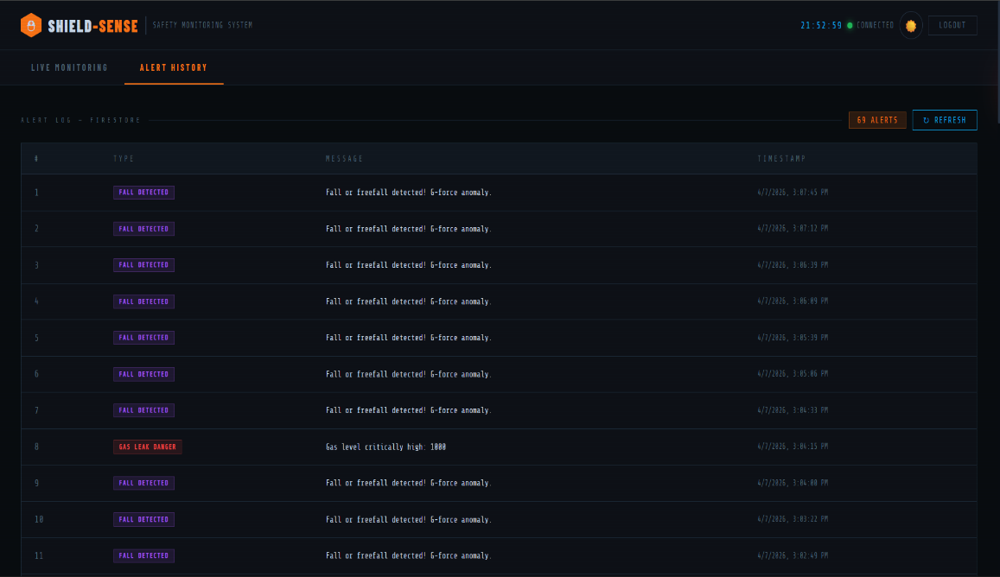 SHIELD-SENSE SAFETY MONITORING SYSTEM 21:52:59 CONNECTED LOGOUT
LIVE MONITORING ALERT HISTORY
ALERT LOG — FIRESTORE 69 ALERTS ↻ REFRESH
# TYPE MESSAGE TIMESTAMP
1 FALL DETECTED Fall or freefall detected! G-force anomaly. 4/7/2026, 3:07:45 PM
2 FALL DETECTED Fall or freefall detected! G-force anomaly. 4/7/2026, 3:07:12 PM
3 FALL DETECTED Fall or freefall detected! G-force anomaly. 4/7/2026, 3:06:39 PM
4 FALL DETECTED Fall or freefall detected! G-force anomaly. 4/7/2026, 3:06:09 PM
5 FALL DETECTED Fall or freefall detected! G-force anomaly. 4/7/2026, 3:05:39 PM
6 FALL DETECTED Fall or freefall detected! G-force anomaly. 4/7/2026, 3:05:06 PM
7 FALL DETECTED Fall or freefall detected! G-force anomaly. 4/7/2026, 3:04:33 PM
8 GAS LEAK DANGER Gas level critically high: 1000 4/7/2026, 3:04:15 PM
9 FALL DETECTED Fall or freefall detected! G-force anomaly. 4/7/2026, 3:04:00 PM
10 FALL DETECTED Fall or freefall detected! G-force anomaly. 4/7/2026, 3:03:22 PM
11 FALL DETECTED Fall or freefall detected! G-force anomaly. 4/7/2026, 3:02:49 PM